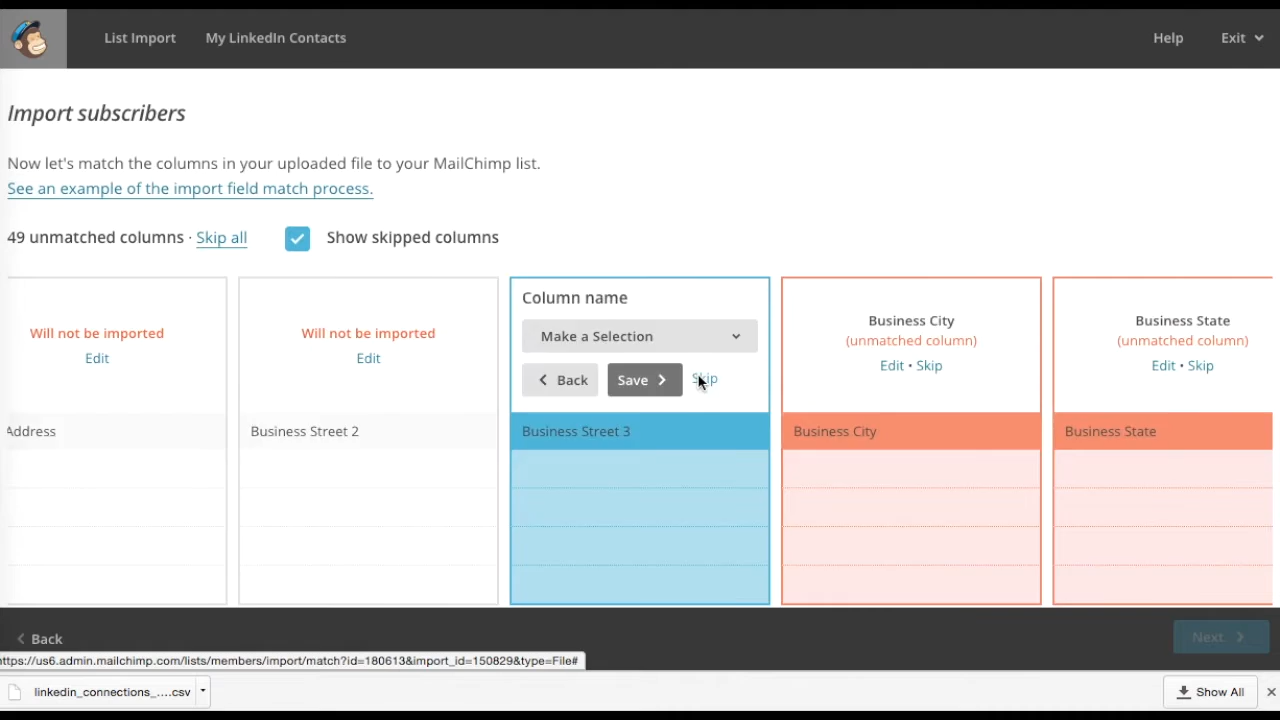 List Import
My LinkedIn Contacts
Help
Exit
Import subscribers
Now let's match the columns in your uploaded file to your MailChimp list.
See an example of the import field match process.
49 unmatched columns · Skip all
Show skipped columns
Will not be imported
Edit
Address
Will not be imported
Edit
Business Street 2
Column name
Make a Selection
Back
Save
Skip
Business Street 3
Business City
(unmatched column)
Edit • Skip
Business City
Business State
(unmatched column)
Edit • Skip
Business State
Back
Next
https://us6.admin.mailchimp.com/lists/members/import/match?id=180613&import_id=150829&type=File#
linkedin_connections_....csv
Show All